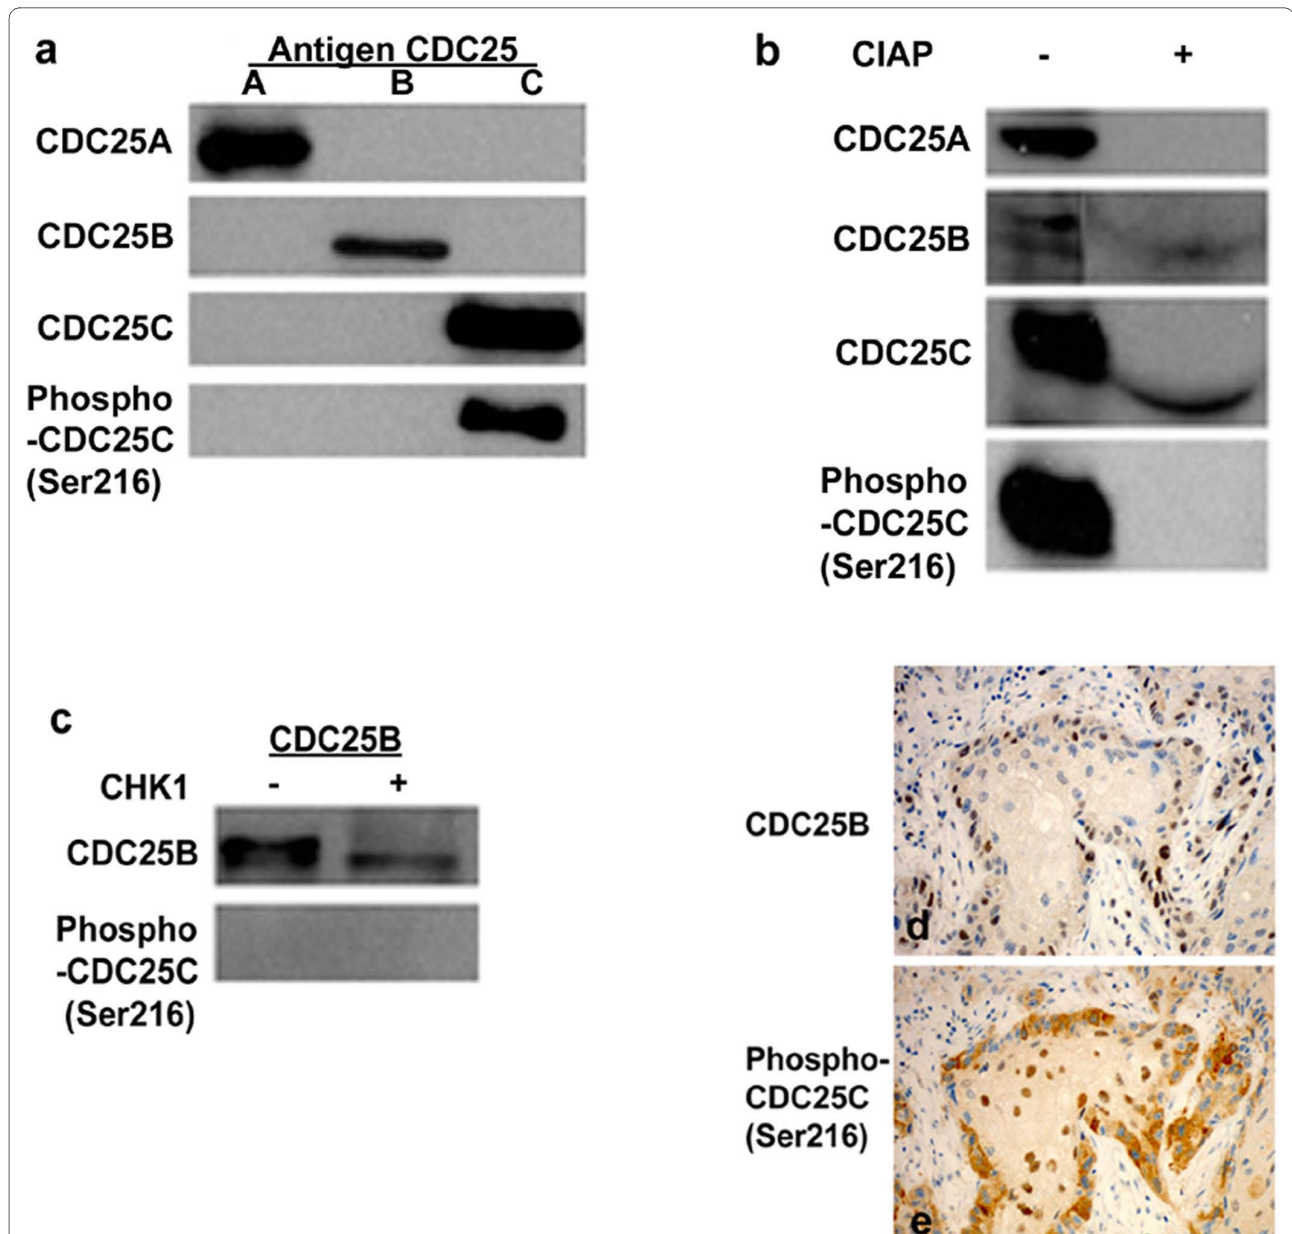 a
Antigen CDC25
A B C
CDC25A
CDC25B
CDC25C
Phospho
-CDC25C
(Ser216)
b
CIAP - +
CDC25A
CDC25B
CDC25C
Phospho
-CDC25C
(Ser216)
c
CDC25B
CHK1 - +
CDC25B
Phospho
-CDC25C
(Ser216)
CDC25B
d
Phospho-
CDC25C
(Ser216)
e